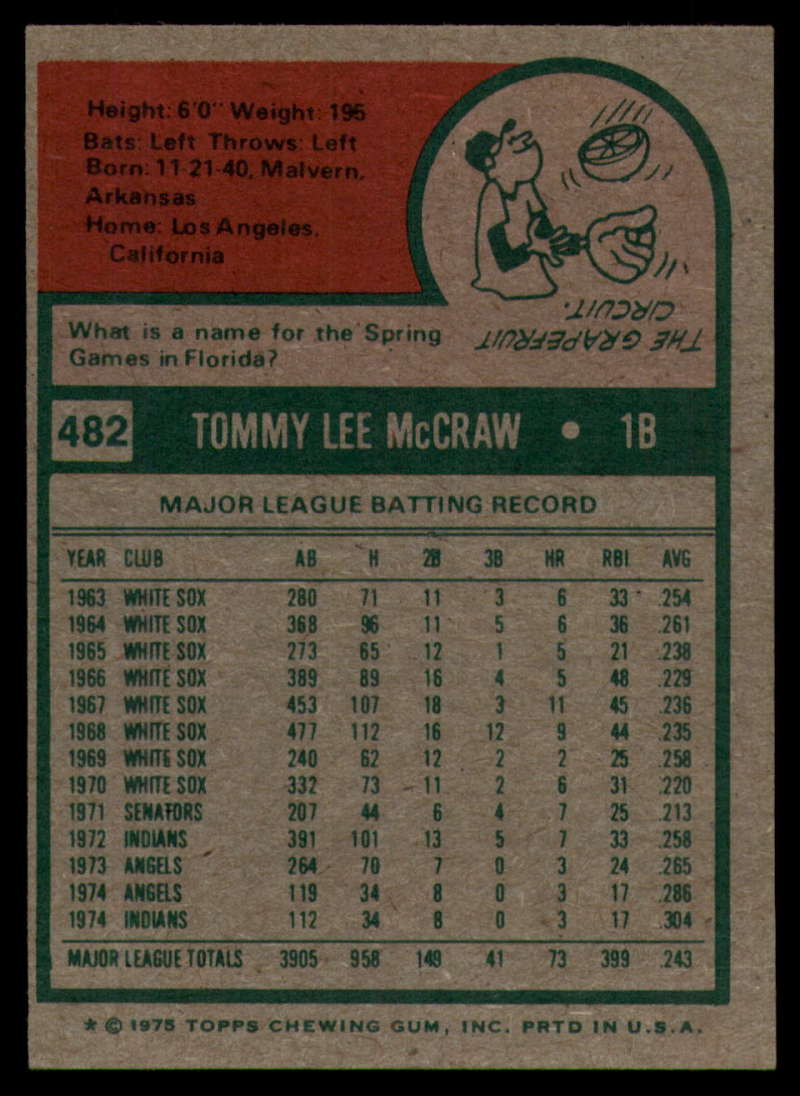 Height: 6'0" Weight: 195
Bats: Left Throws: Left
Born: 11-21-40, Malvern,
Arkansas
Home: Los Angeles,
California
What is a name for the Spring
Games in Florida?
THE GRAPEFRUIT
CIRCUIT.
482 TOMMY LEE McCRAW • 1B
MAJOR LEAGUE BATTING RECORD
YEAR CLUB AB H 2B 3B HR RBI AVG
1963 WHITE SOX 280 71 11 3 6 33 .254
1964 WHITE SOX 368 96 11 5 6 36 .261
1965 WHITE SOX 273 65 12 1 5 21 .238
1966 WHITE SOX 389 89 16 4 5 48 .229
1967 WHITE SOX 453 107 18 3 11 45 .236
1968 WHITE SOX 477 112 16 12 9 44 .235
1969 WHITE SOX 240 62 12 2 2 25 .258
1970 WHITE SOX 332 73 11 2 6 31 .220
1971 SENATORS 207 44 6 4 7 25 .213
1972 INDIANS 391 101 13 5 7 33 .258
1973 ANGELS 264 70 7 0 3 24 .265
1974 ANGELS 119 34 8 0 3 17 .286
1974 INDIANS 112 34 8 0 3 17 .304
MAJOR LEAGUE TOTALS 3905 958 149 41 73 399 .243
* © 1975 TOPPS CHEWING GUM, INC. PRTD IN U.S.A.